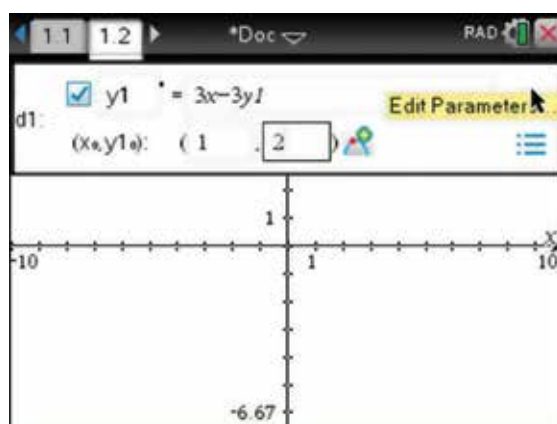 1.1 1.2 *Doc RAD
y1 ' = 3x-3y1
Edit Parameters...
d1:
(x₀,y1₀): ( 1 , 2 )
1
x
-10 1 10
-6.67